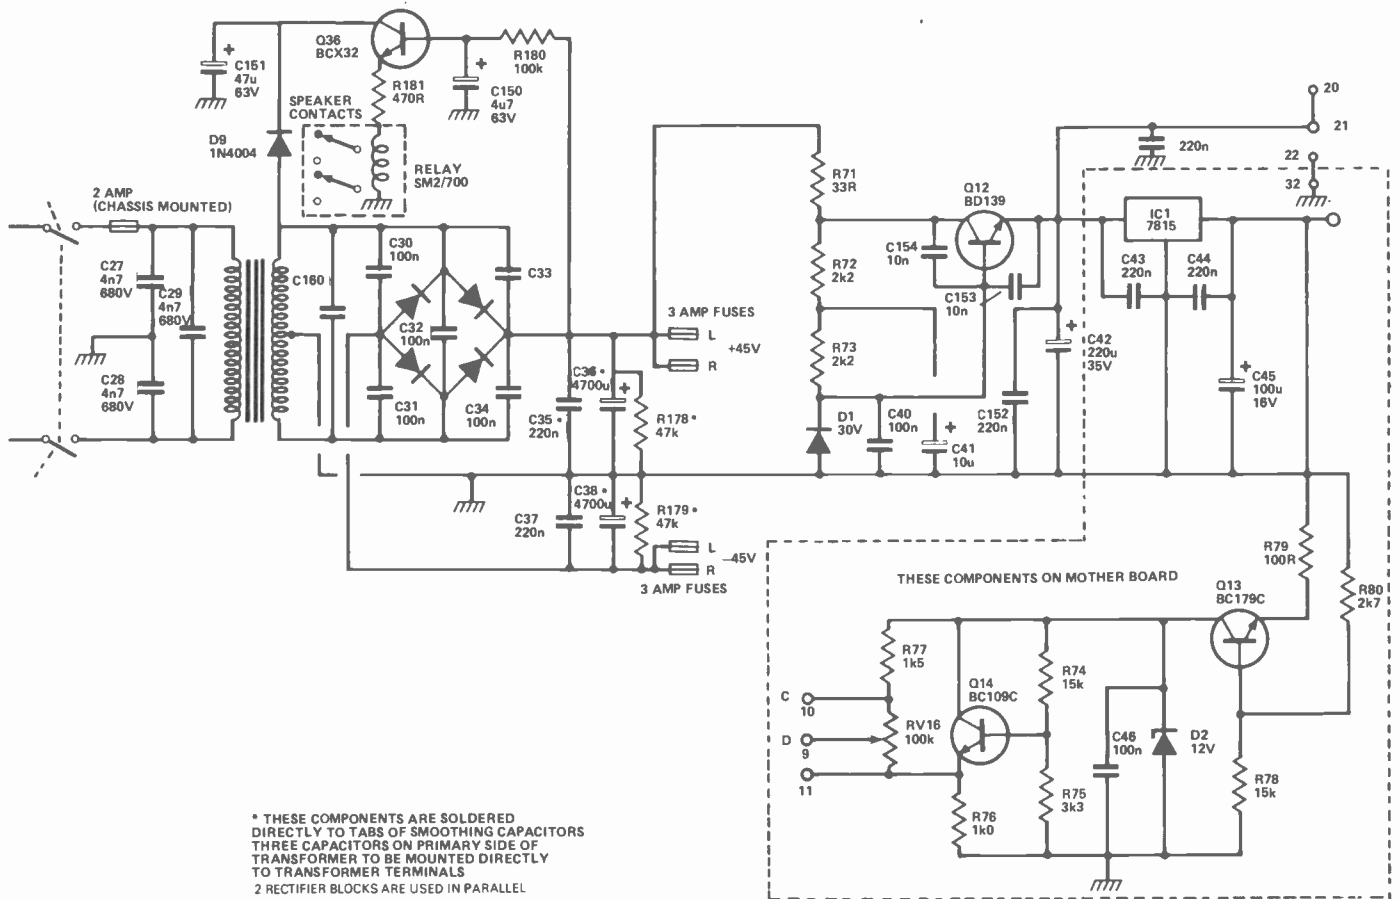 Q36
BCX32
C151
47u
63V
R180
100k
R181
470R
C150
4u7
63V
SPEAKER
CONTACTS
D9
1N4004
RELAY
SM2/700
2 AMP
(CHASSIS MOUNTED)
C27
4n7
680V
C29
4n7
680V
C28
4n7
680V
C160
C30
100n
C33
C32
100n
C31
100n
C34
100n
3 AMP FUSES
L
+45V
R
C36*
4700u
C35*
220n
R178*
47k
C38*
4700u
R179*
47k
C37
220n
L
–45V
R
3 AMP FUSES
R71
33R
R72
2k2
R73
2k2
D1
30V
C40
100n
C41
10u
Q12
BD139
C154
10n
C153
10n
C152
220n
C42
220u
35V
220n
20
21
22
32
IC1
7815
C43
220n
C44
220n
C45
100u
16V
R79
100R
R80
2k7
THESE COMPONENTS ON MOTHER BOARD
Q13
BC179C
R77
1k5
Q14
BC109C
R74
15k
C
10
RV16
100k
D
9
11
R76
1k0
R75
3k3
C46
100n
D2
12V
R78
15k
* THESE COMPONENTS ARE SOLDERED
DIRECTLY TO TABS OF SMOOTHING CAPACITORS
THREE CAPACITORS ON PRIMARY SIDE OF
TRANSFORMER TO BE MOUNTED DIRECTLY
TO TRANSFORMER TERMINALS
2 RECTIFIER BLOCKS ARE USED IN PARALLEL